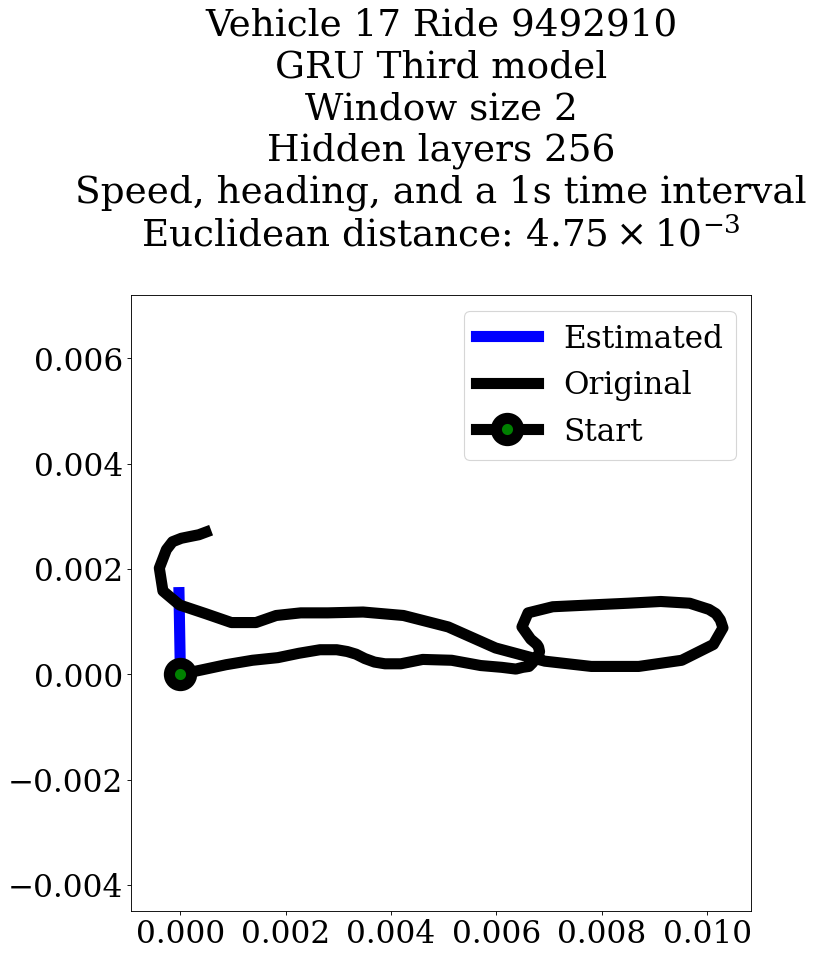 Vehicle 17 Ride 9492910
GRU Third model
Window size 2
Hidden layers 256
Speed, heading, and a 1s time interval
Euclidean distance: 4.75 × 10⁻³
Estimated
Original
Start
0.006
0.004
0.002
0.000
−0.002
−0.004
0.000 0.002 0.004 0.006 0.008 0.010